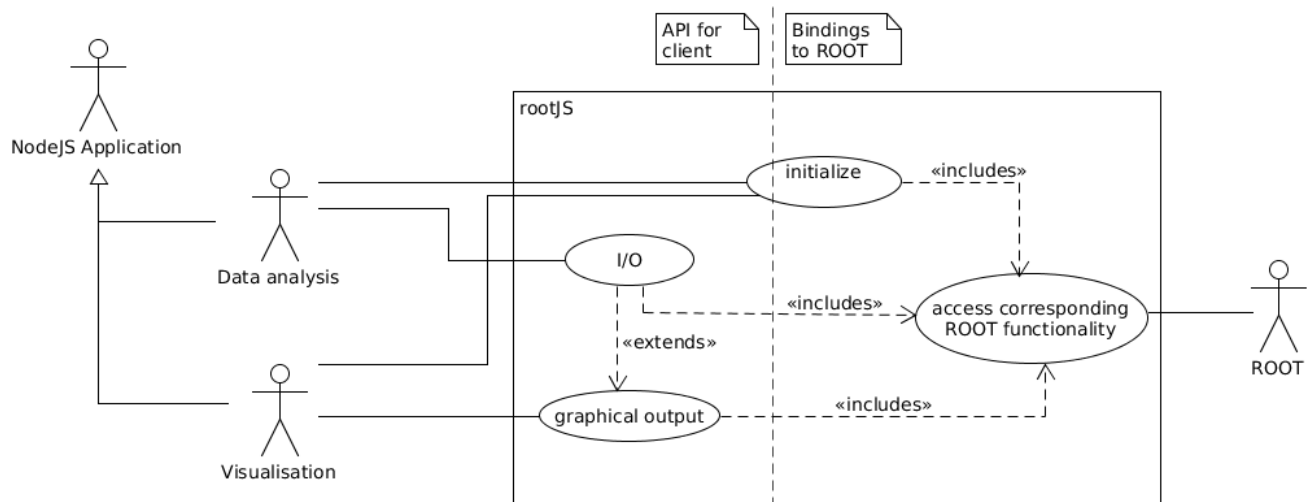 API for
client
Bindings
to ROOT
rootJS
NodeJS Application
initialize
«includes»
Data analysis
I/O
«includes»
access corresponding
ROOT functionality
«extends»
ROOT
graphical output
«includes»
Visualisation